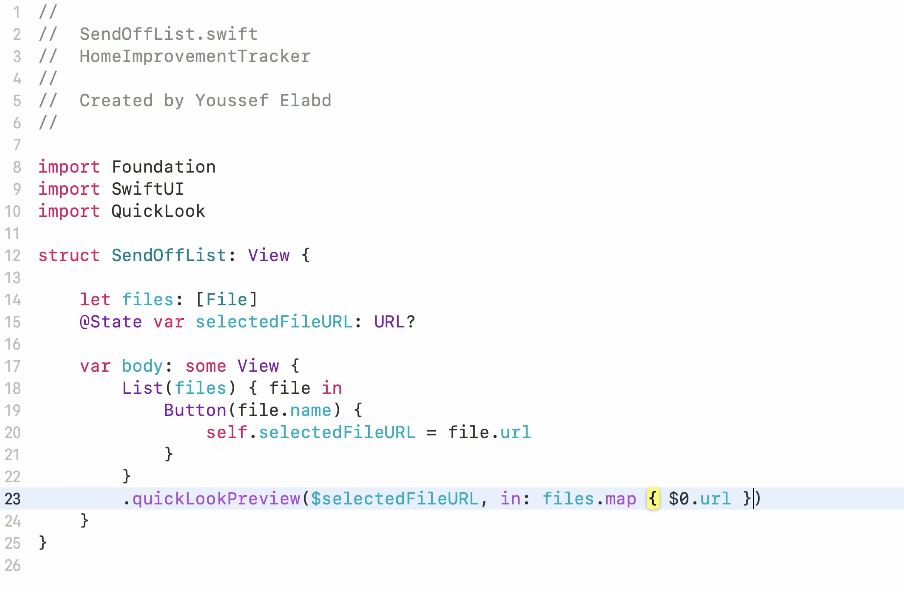 1 //
2 //  SendOffList.swift
3 //  HomeImprovementTracker
4 //
5 //  Created by Youssef Elabd
6 //
7
8 import Foundation
9 import SwiftUI
10 import QuickLook
11
12 struct SendOffList: View {
13
14     let files: [File]
15     @State var selectedFileURL: URL?
16
17     var body: some View {
18         List(files) { file in
19             Button(file.name) {
20                 self.selectedFileURL = file.url
21             }
22         }
23         .quickLookPreview($selectedFileURL, in: files.map { $0.url })
24     }
25 }
26